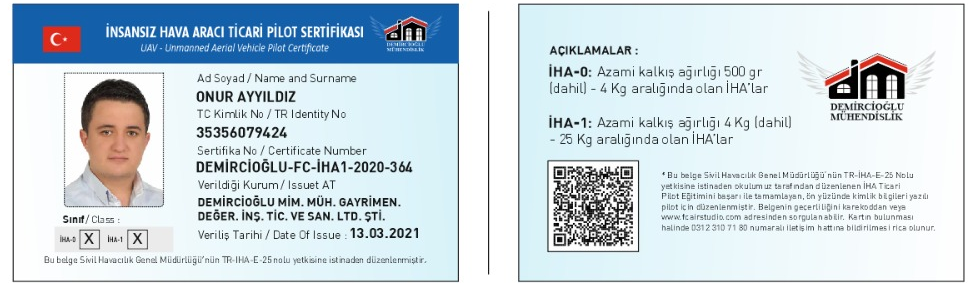 İNSANSIZ HAVA ARACI TİCARİ PİLOT SERTİFİKASI
UAV - Unmanned Aerial Vehicle Pilot Certificate
DEMİRCİOĞLU
MÜHENDİSLİK
Ad Soyad / Name and Surname
ONUR AYYILDIZ
TC Kimlik No / TR Identity No
35356079424
Sertifika No / Certificate Number
DEMİRCİOĞLU-FC-İHA1-2020-364
Verildiği Kurum / Issuet AT
DEMİRCİOĞLU MİM. MÜH. GAYRİMEN.
DEĞER. İNŞ. TİC. VE SAN. LTD. ŞTİ.
Veriliş Tarihi / Date Of Issue : 13.03.2021
Sınıf / Class :
İHA-0 X İHA-1 X
Bu belge Sivil Havacılık Genel Müdürlüğü'nün TR-IHA-E-25 nolu yetkisine istinaden düzenlenmiştir.
AÇIKLAMALAR :
İHA-0: Azami kalkış ağırlığı 500 gr
(dahil) - 4 Kg aralığında olan İHA'lar
İHA-1: Azami kalkış ağırlığı 4 Kg (dahil)
- 25 Kg aralığında olan İHA'lar
DEMİRCİOĞLU
MÜHENDİSLİK
* Bu belge Sivil Havacılık Genel Müdürlüğü'nün TR-İHA-E-25 Nolu
yetkisine istinaden okulumuz tarafından düzenlenen İHA Ticari
Pilot Eğitimini başarı ile tamamlayan, ön yüzünde kimlik bilgileri yazılı
pilot için düzenlenmiştir. Belgenin geçerliliğini karekoddan veya
www.fcairstudio.com adresinden sorgulanabilir. Kartın bulunması
halinde 0312 310 71 80 numaralı iletişim hattına bildirilmesi rica olunur.